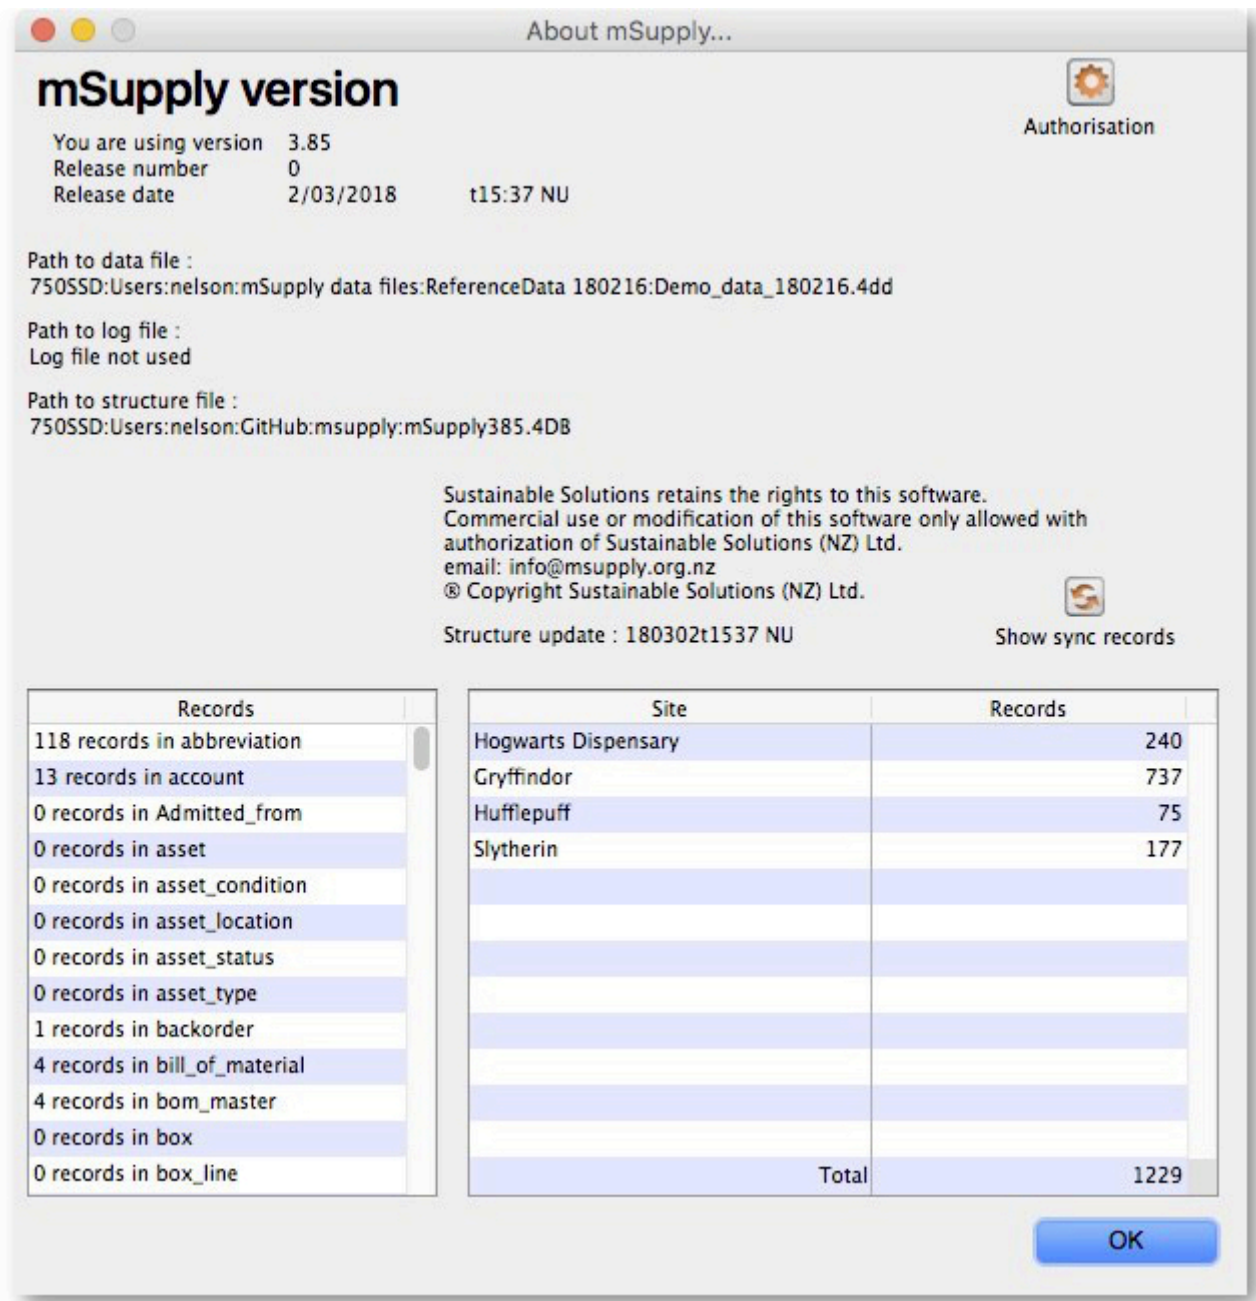 About mSupply...
mSupply version
Authorisation
You are using version 3.85
Release number 0
Release date 2/03/2018 t15:37 NU
Path to data file :
750SSD:Users:nelson:mSupply data files:ReferenceData 180216:Demo_data_180216.4dd
Path to log file :
Log file not used
Path to structure file :
750SSD:Users:nelson:GitHub:msupply:mSupply385.4DB
Sustainable Solutions retains the rights to this software.
Commercial use or modification of this software only allowed with
authorization of Sustainable Solutions (NZ) Ltd.
email: info@msupply.org.nz
® Copyright Sustainable Solutions (NZ) Ltd.
Structure update : 180302t1537 NU
Show sync records
Records
118 records in abbreviation
13 records in account
0 records in Admitted_from
0 records in asset
0 records in asset_condition
0 records in asset_location
0 records in asset_status
0 records in asset_type
1 records in backorder
4 records in bill_of_material
4 records in bom_master
0 records in box
0 records in box_line
Site Records
Hogwarts Dispensary 240
Gryffindor 737
Hufflepuff 75
Slytherin 177
Total 1229
OK